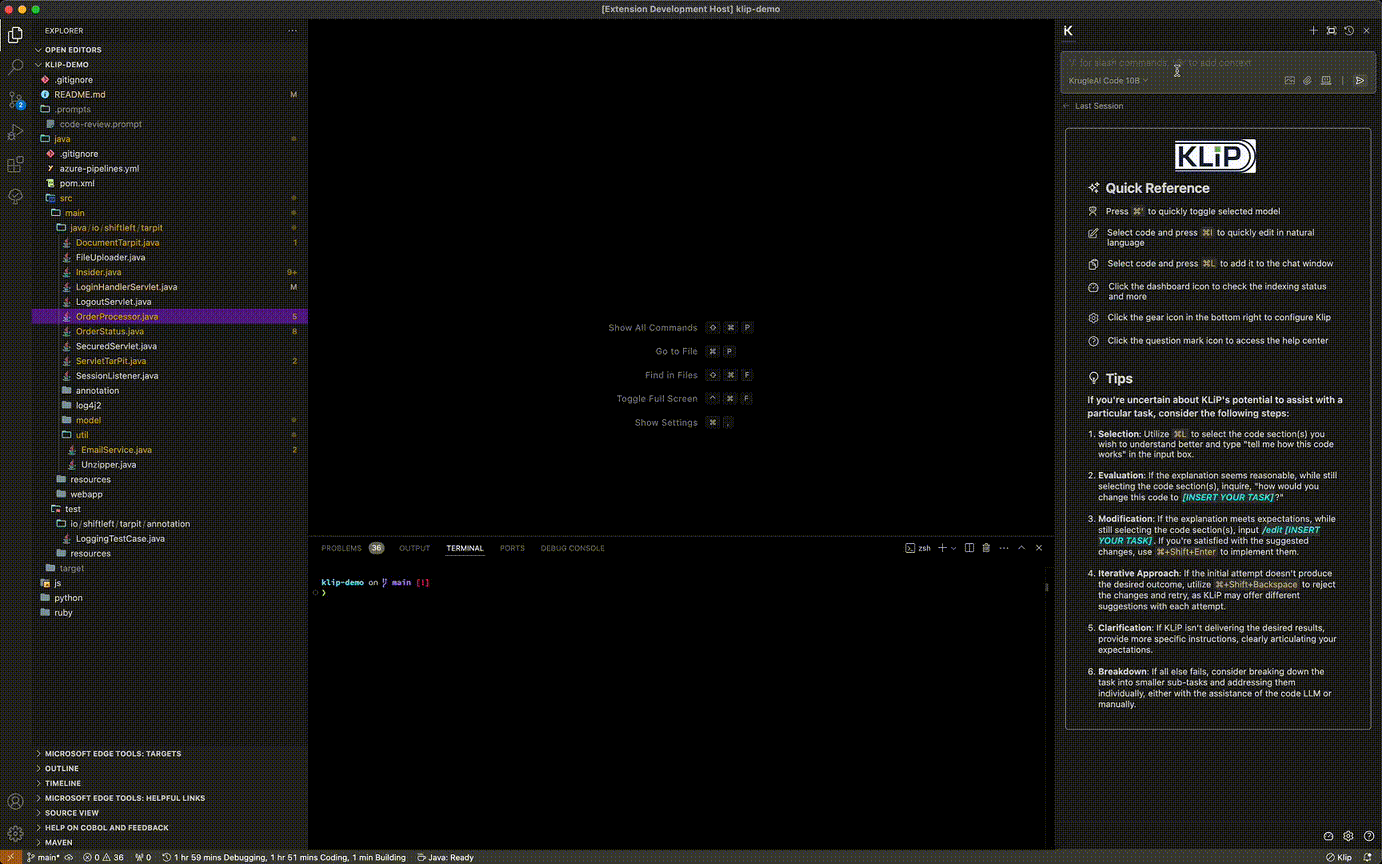 [Extension Development Host] klip-demo
EXPLORER
OPEN EDITORS
KLIP-DEMO
.gitignore
README.md M
.prompts
code-review.prompt
java
.gitignore
azure-pipelines.yml
pom.xml
src
main
java/io/shiftleft/tarpit
DocumentTarpit.java 1
FileUploader.java
Insider.java 9+
LoginHandlerServlet.java M
LogoutServlet.java
OrderProcessor.java 5
OrderStatus.java 8
SecuredServlet.java
ServletTarPit.java 2
SessionListener.java
annotation
log4j2
model
util
EmailService.java 2
Unzipper.java
resources
webapp
test
io/shiftleft/tarpit/annotation
LoggingTestCase.java
resources
target
js
python
ruby
MICROSOFT EDGE TOOLS: TARGETS
OUTLINE
TIMELINE
MICROSOFT EDGE TOOLS: HELPFUL LINKS
SOURCE VIEW
HELP ON COBOL AND FEEDBACK
MAVEN
2
Show All Commands ⇧ ⌘ P
Go to File ⌘ P
Find in Files ⇧ ⌘ F
Toggle Full Screen ⌃ ⌘ F
Show Settings ⌘ ,
PROBLEMS 36 OUTPUT TERMINAL PORTS DEBUG CONSOLE zsh
klip-demo on main [!]
❯
K
'/' for slash commands, to add context
KrugleAI Code 10B
Last Session
KLiP
Quick Reference
Press ⌘' to quickly toggle selected model
Select code and press ⌘I to quickly edit in natural
language
Select code and press ⌘L to add it to the chat window
Click the dashboard icon to check the indexing status
and more
Click the gear icon in the bottom right to configure Klip
Click the question mark icon to access the help center
Tips
If you're uncertain about KLiP's potential to assist with a
particular task, consider the following steps:
1. Selection: Utilize ⌘L to select the code section(s) you
wish to understand better and type "tell me how this code
works" in the input box.
2. Evaluation: If the explanation seems reasonable, while still
selecting the code section(s), inquire, "how would you
change this code to [INSERT YOUR TASK]?"
3. Modification: If the explanation meets expectations, while
still selecting the code section(s), input /edit [INSERT
YOUR TASK]. If you're satisfied with the suggested
changes, use ⌘+Shift+Enter to implement them.
4. Iterative Approach: If the initial attempt doesn't produce
the desired outcome, utilize ⌘+Shift+Backspace to reject
the changes and retry, as KLiP may offer different
suggestions with each attempt.
5. Clarification: If KLiP isn't delivering the desired results,
provide more specific instructions, clearly articulating your
expectations.
6. Breakdown: If all else fails, consider breaking down the
task into smaller sub-tasks and addressing them
individually, either with the assistance of the code LLM or
manually.
main* 0 36 0 1 hr 59 mins Debugging, 1 hr 51 mins Coding, 1 min Building Java: Ready Klip